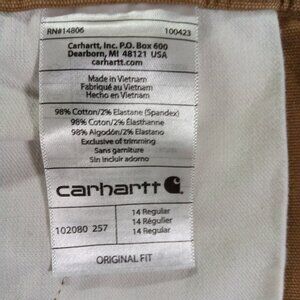 RN#14806 100423
Carhartt, Inc. P.O. Box 600
Dearborn, MI 48121 USA
carhartt.com
Made in Vietnam
Fabriqué au Vietnam
Hecho en Vietnam
98% Cotton/2% Elastane (Spandex)
98% Coton/2% Élasthanne
98% Algodón/2% Elastano
Exclusive of trimming
Sans garniture
Sin incluir adorno
carhartt
14 Regular
102080 257 14 Régulier
14 Regular
ORIGINAL FIT